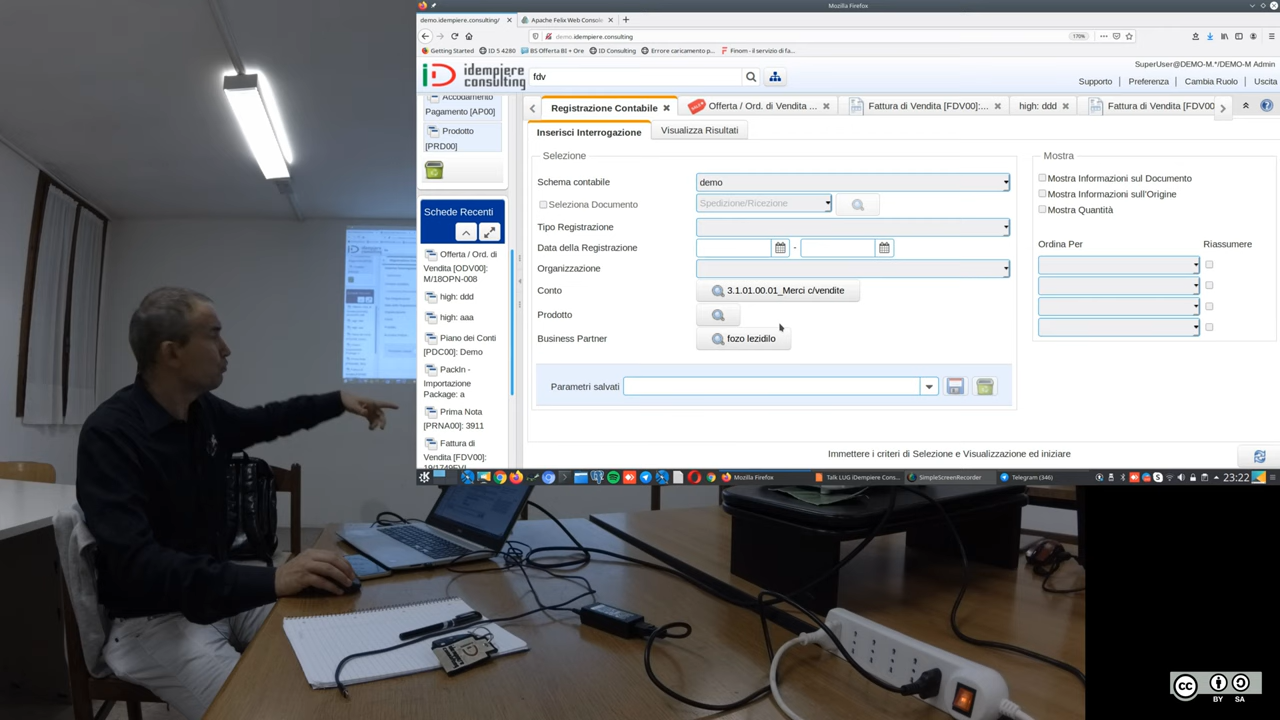 Mozilla Firefox
demo.idempiere.consulting/
Apache Felix Web Console
demo.idempiere.consulting
170%
Getting Started
ID 5 4280
BS Offerta BI + Ore
ID Consulting
Errore caricamento p...
Finom - il servizio di fa...
idempiere
consulting
fdv
SuperUser@DEMO-M.*/DEMO-M Admin
Supporto
Preferenza
Cambia Ruolo
Uscita
Accodamento
Pagamento [AP00]
Prodotto
[PRD00]
Schede Recenti
Offerta / Ord. di
Vendita [ODV00]:
M/18OPN-008
high: ddd
high: aaa
Piano dei Conti
[PDC00]: Demo
PackIn -
Importazione
Package: a
Prima Nota
[PRNA00]: 3911
Fattura di
Vendita [FDV00]:
Registrazione Contabile
Offerta / Ord. di Vendita ...
Fattura di Vendita [FDV00]:...
high: ddd
Fattura di Vendita [FDV00
Inserisci Interrogazione
Visualizza Risultati
Selezione
Schema contabile
demo
Seleziona Documento
Spedizione/Ricezione
Tipo Registrazione
Data della Registrazione
-
Organizzazione
Conto
3.1.01.00.01_Merci c/vendite
Prodotto
Business Partner
fozo lezidilo
Parametri salvati
Mostra
Mostra Informazioni sul Documento
Mostra Informazioni sull'Origine
Mostra Quantità
Ordina Per
Riassumere
Immettere i criteri di Selezione e Visualizzazione ed iniziare
Mozilla Firefox
Talk LUG (iDempiere Cons...
SimpleScreenRecorder
Telegram (346)
23:22
cc
BY SA